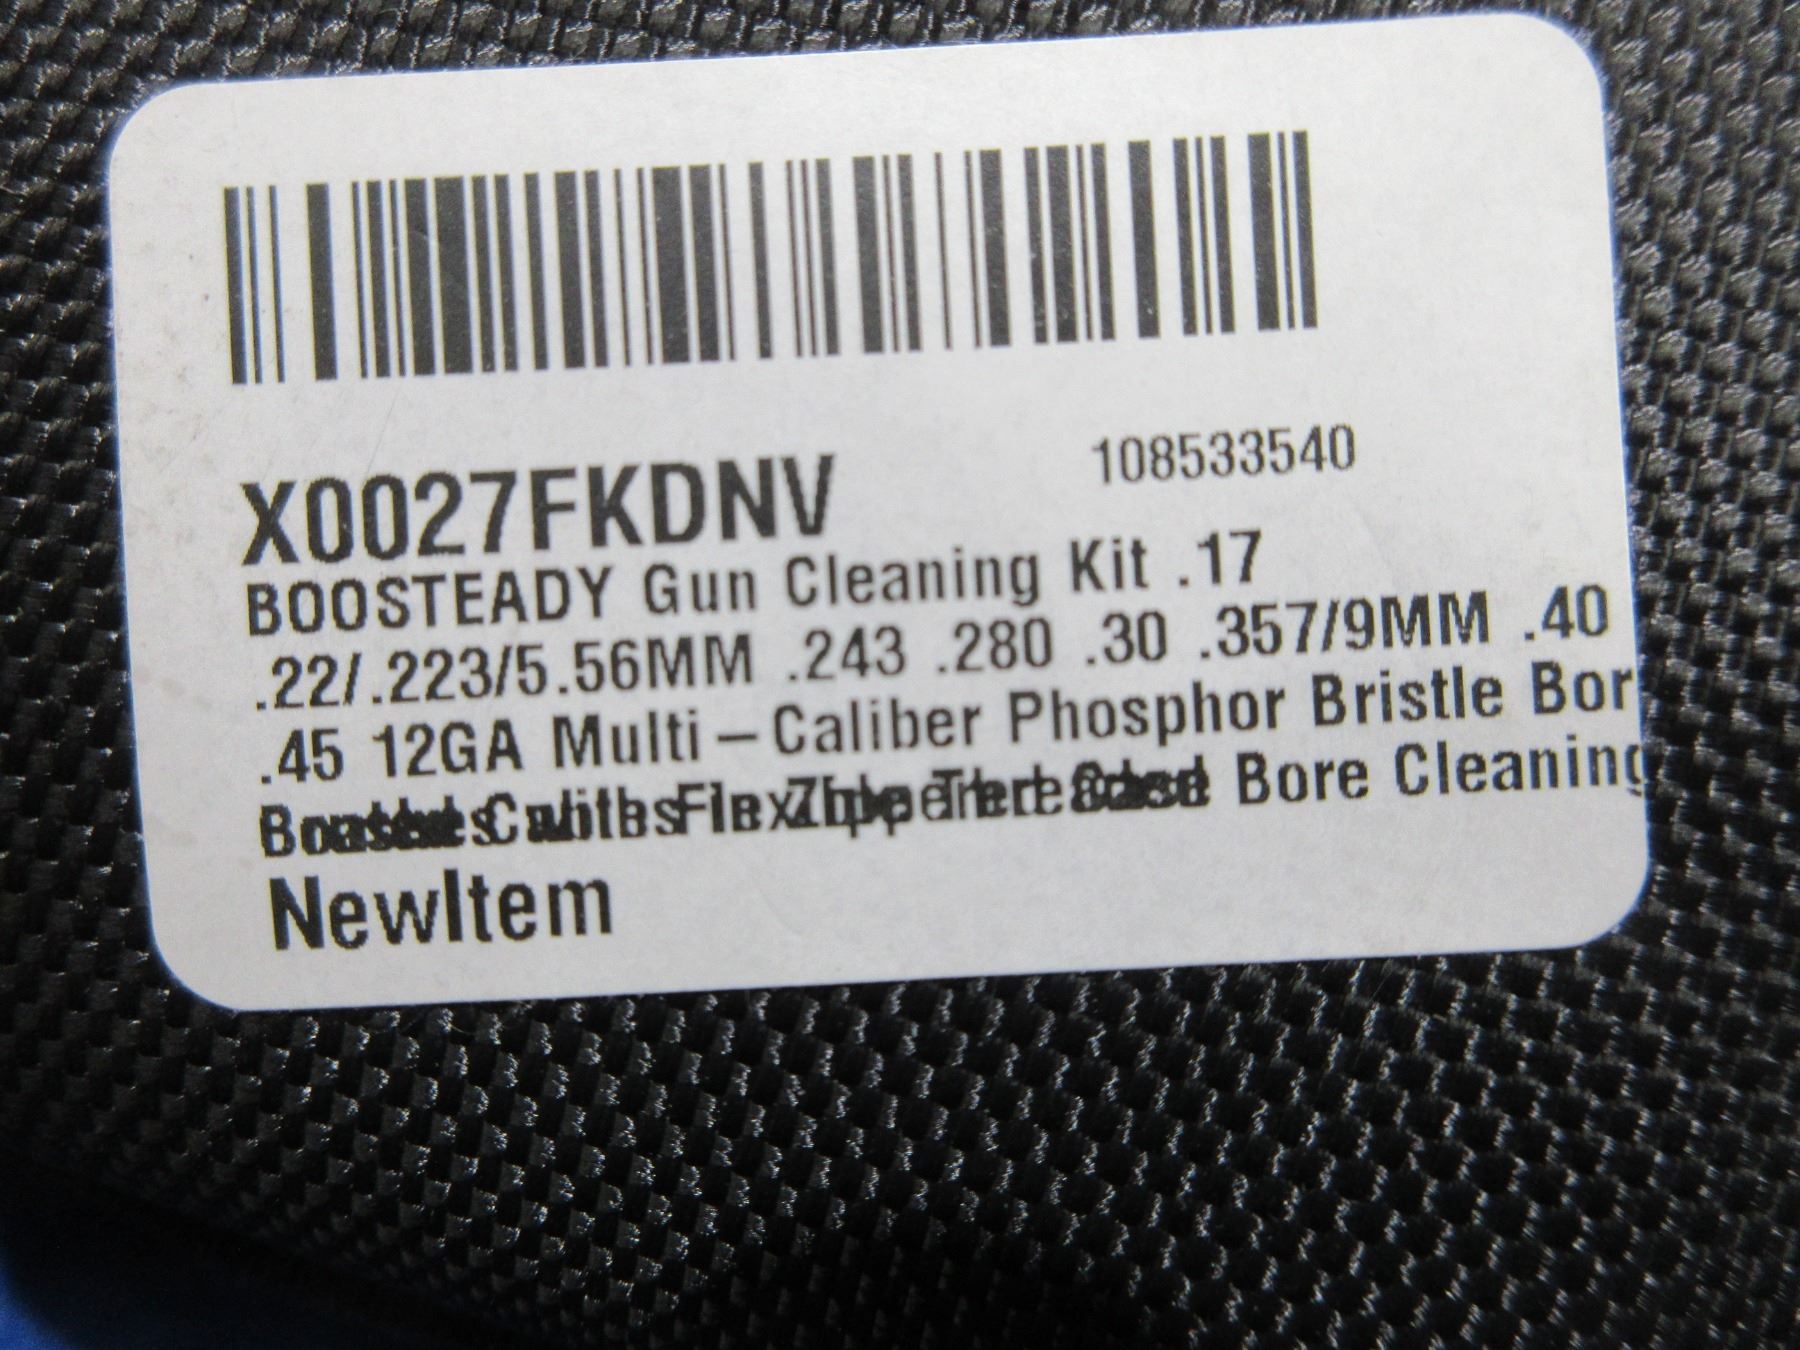 X0027FKDNV 108533540
BOOSTEADY Gun Cleaning Kit .17
.22/.223/5.56MM .243 .280 .30 .357/9MM .40
.45 12GA Multi-Caliber Phosphor Bristle Bor
Bore Cleaning
NewItem